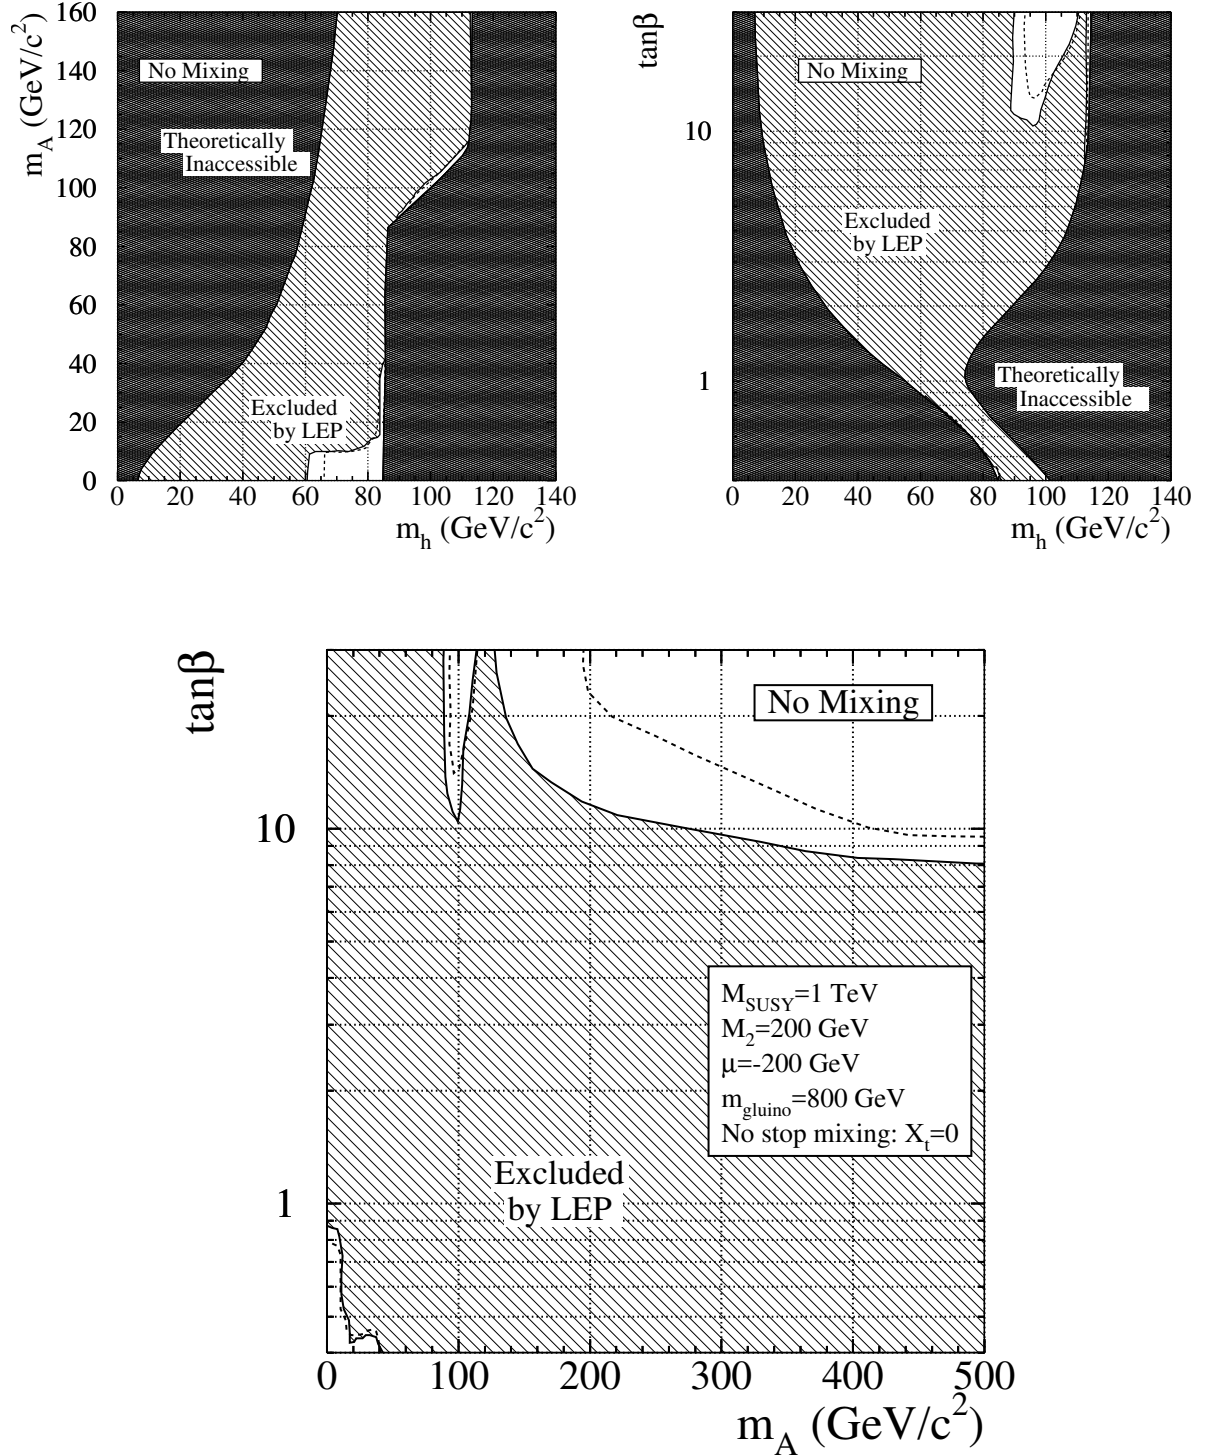 m_A (GeV/c^2)
160
140
120
100
80
60
40
20
0
No Mixing
Theoretically
Inaccessible
Excluded
by LEP
0 20 40 60 80 100 120 140
m_h (GeV/c^2)
tanβ
10
1
No Mixing
Excluded
by LEP
Theoretically
Inaccessible
0 20 40 60 80 100 120 140
m_h (GeV/c^2)
tanβ
10
1
No Mixing
M_SUSY=1 TeV
M_2=200 GeV
μ=-200 GeV
m_gluino=800 GeV
No stop mixing: X_t=0
Excluded
by LEP
0 100 200 300 400 500
m_A (GeV/c^2)